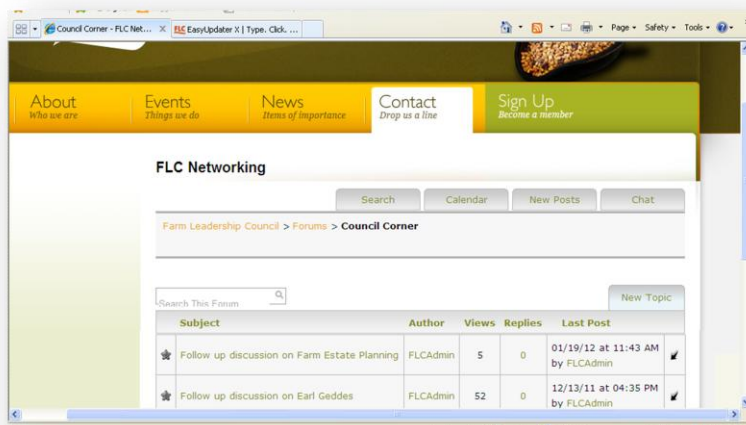 Council Corner - FLC Net...
FLC EasyUpdater X | Type. Click. ...
Page Safety Tools
About
Who we are
Events
Things we do
News
Items of importance
Contact
Drop us a line
Sign Up
Become a member
FLC Networking
Search Calendar New Posts Chat
Farm Leadership Council > Forums > Council Corner
Search This Forum
New Topic
Subject Author Views Replies Last Post
Follow up discussion on Farm Estate Planning FLCAdmin 5 0 01/19/12 at 11:43 AM
by FLCAdmin
Follow up discussion on Earl Geddes FLCAdmin 52 0 12/13/11 at 04:35 PM
by FLCAdmin